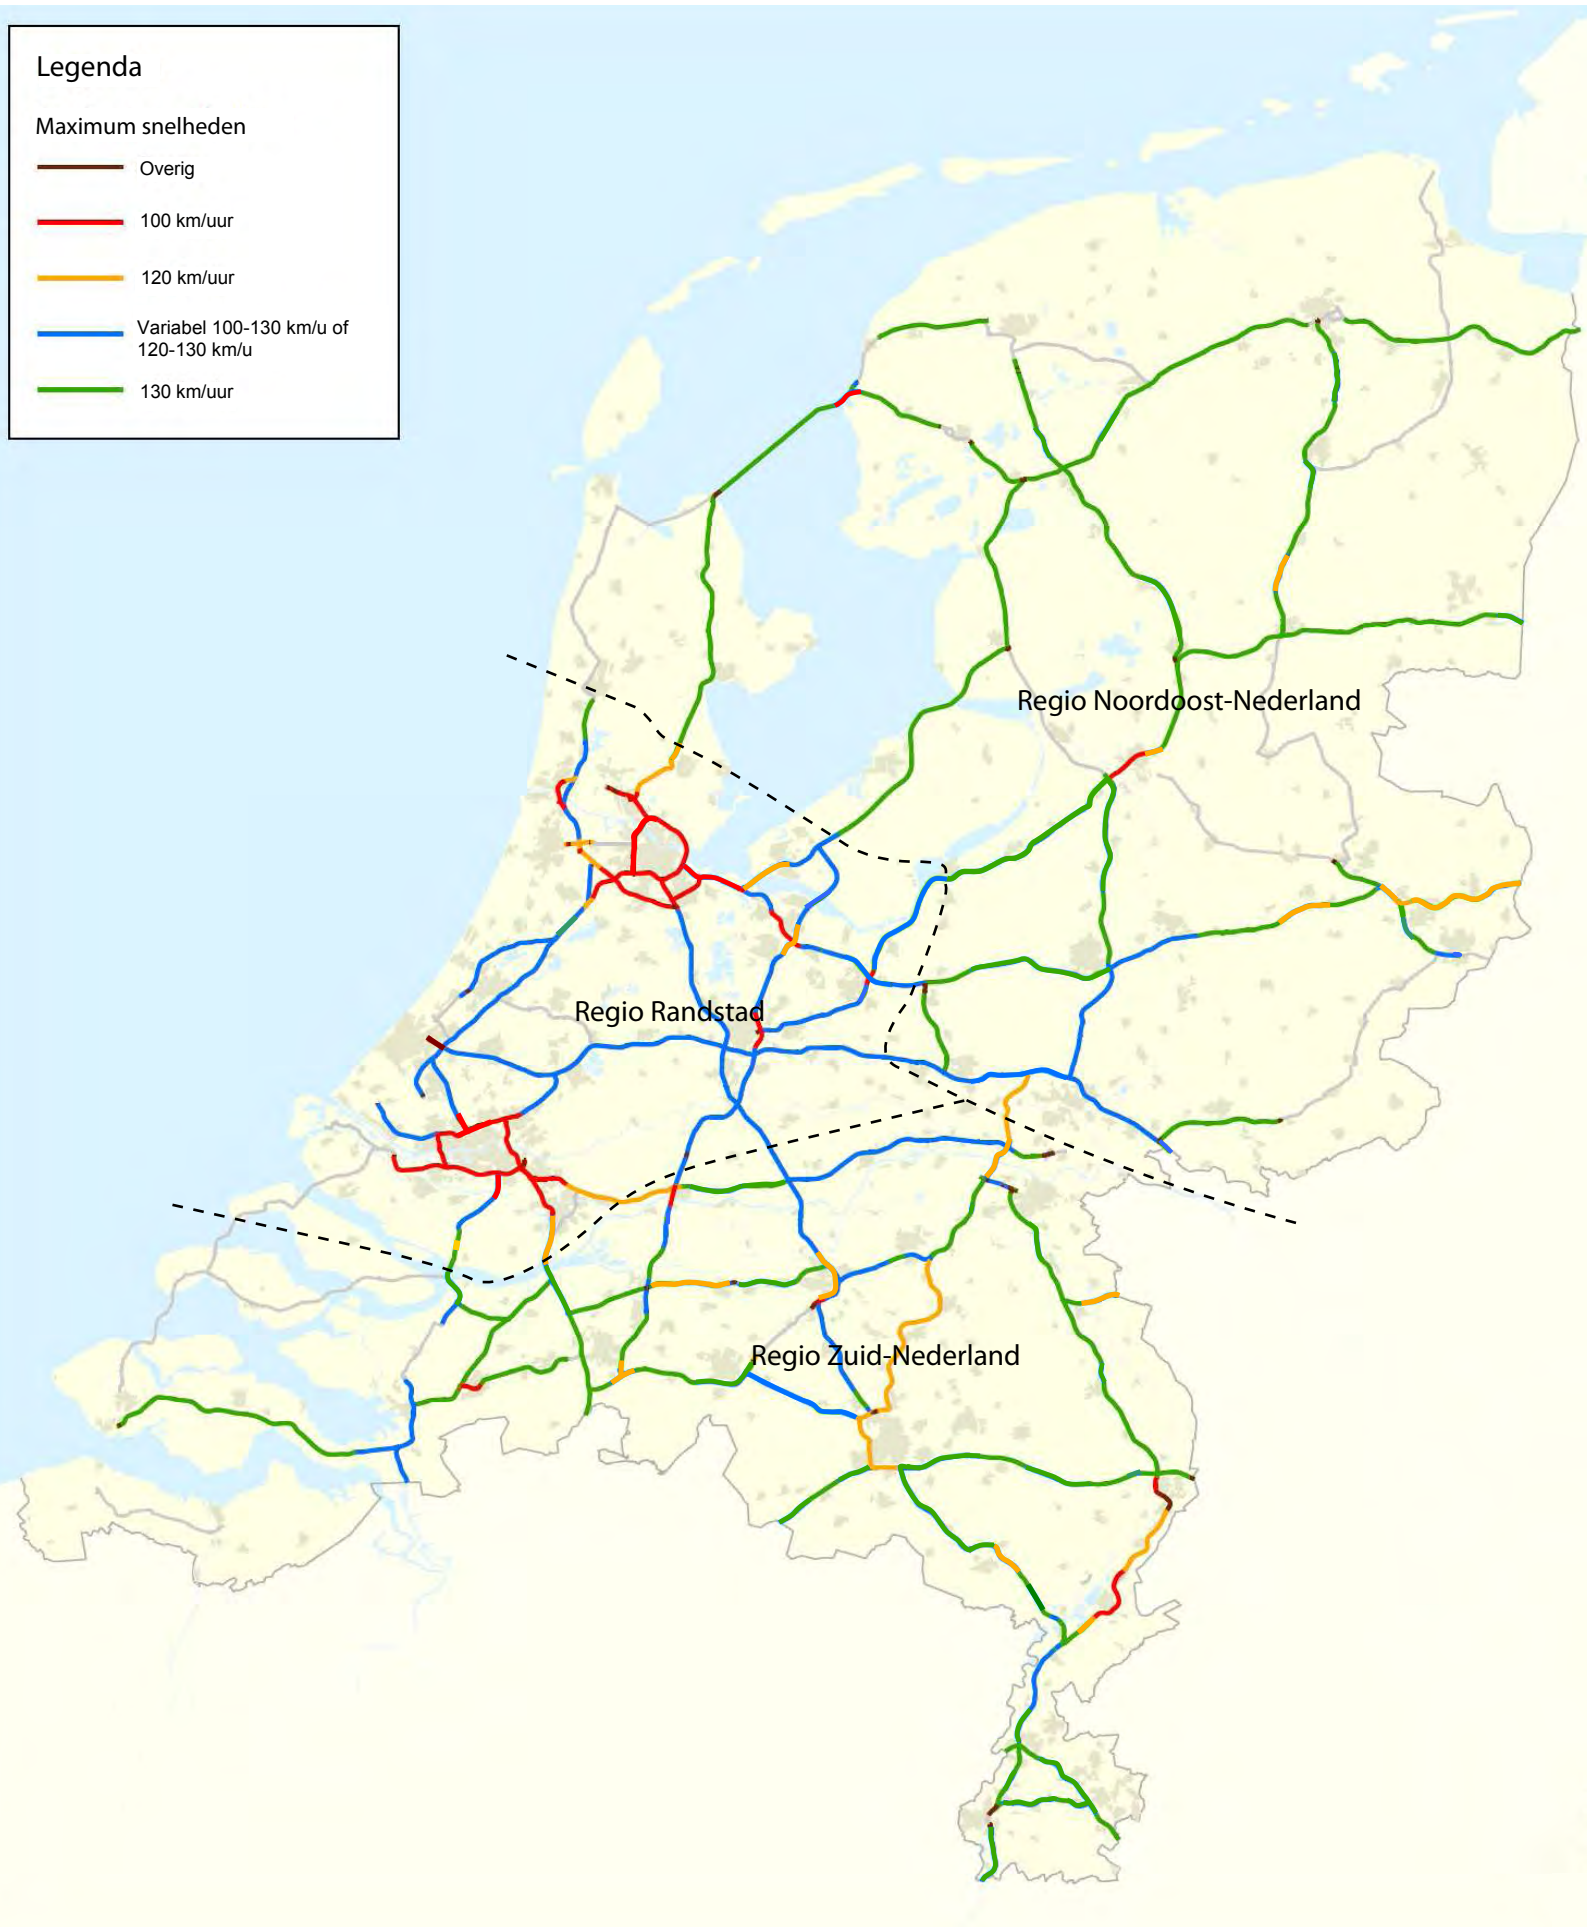 Legenda
Maximum snelheden
Overig
100 km/uur
120 km/uur
Variabel 100-130 km/u of
120-130 km/u
130 km/uur
Regio Noordoost-Nederland
Regio Randstad
Regio Zuid-Nederland